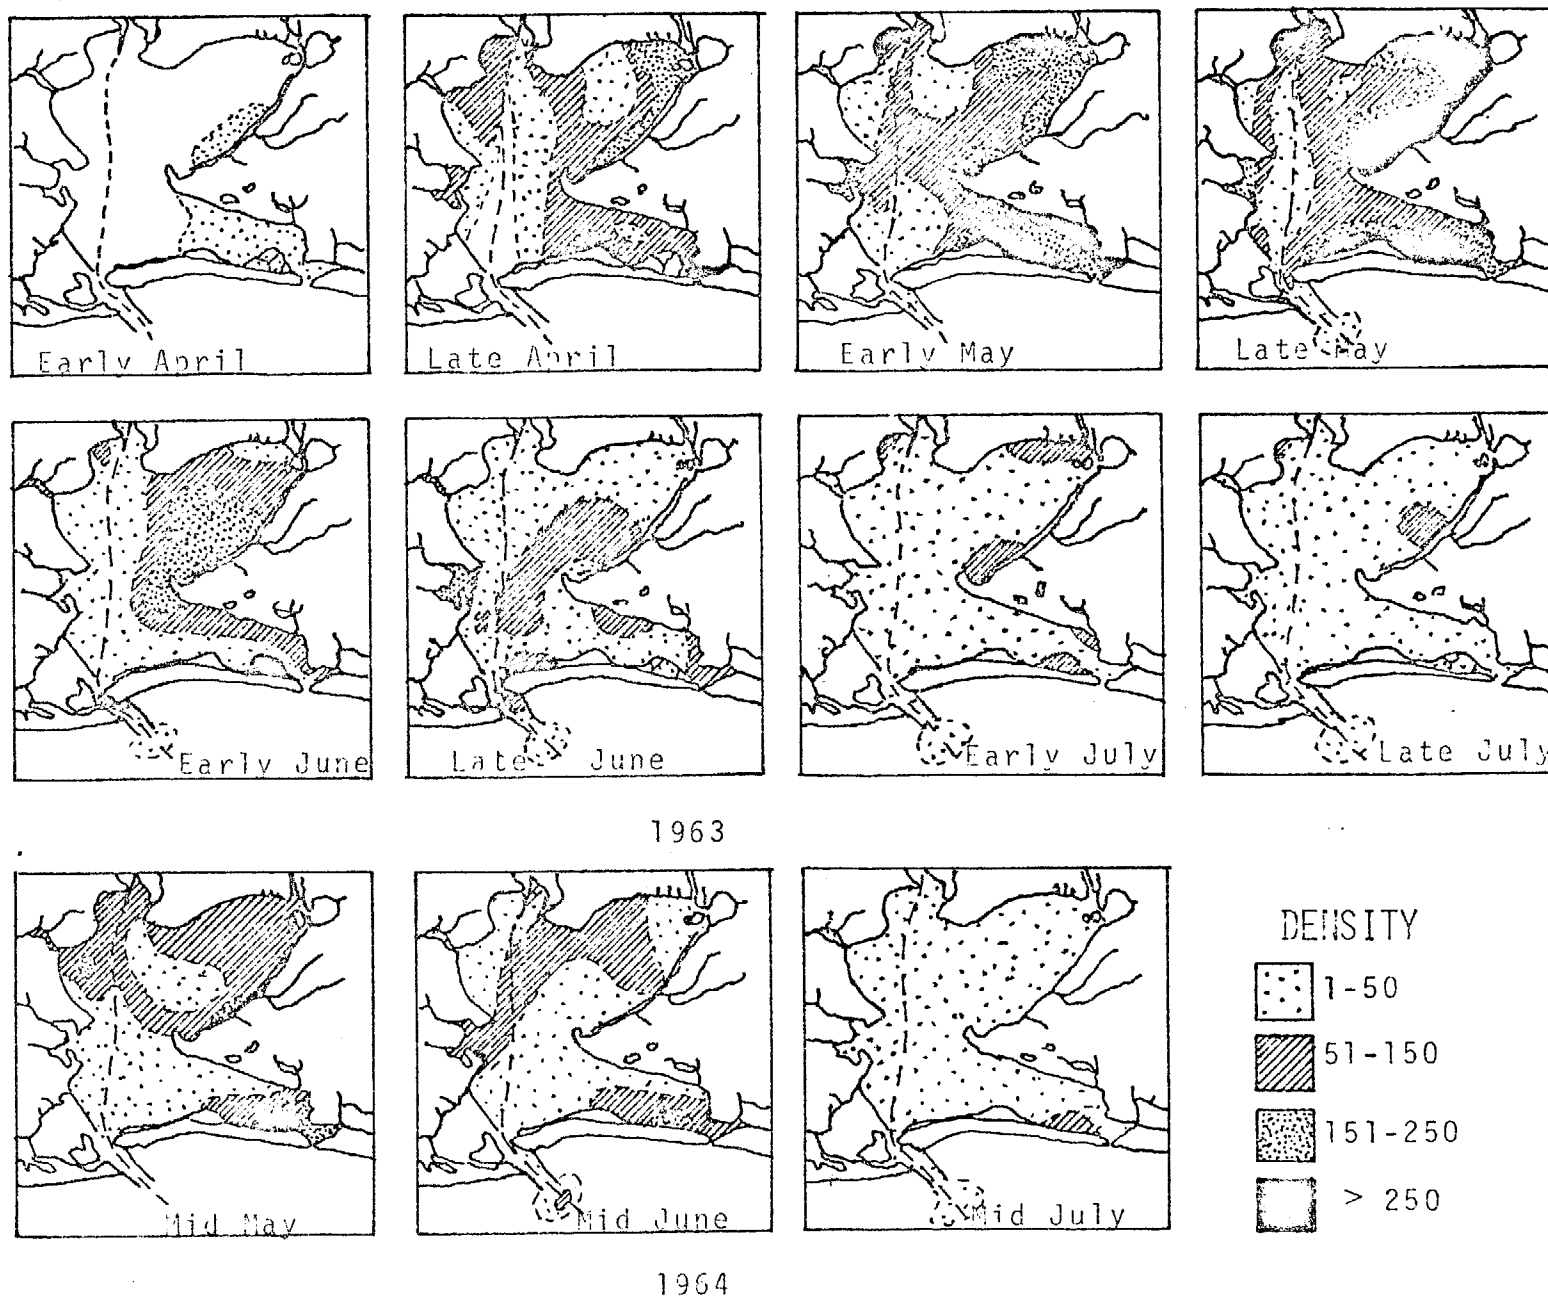 Early April
Late April
Early May
Late May
Early June
Late June
Early July
Late July
1963
Mid May
Mid June
Mid July
DENSITY
1-50
51-150
151-250
> 250
1964